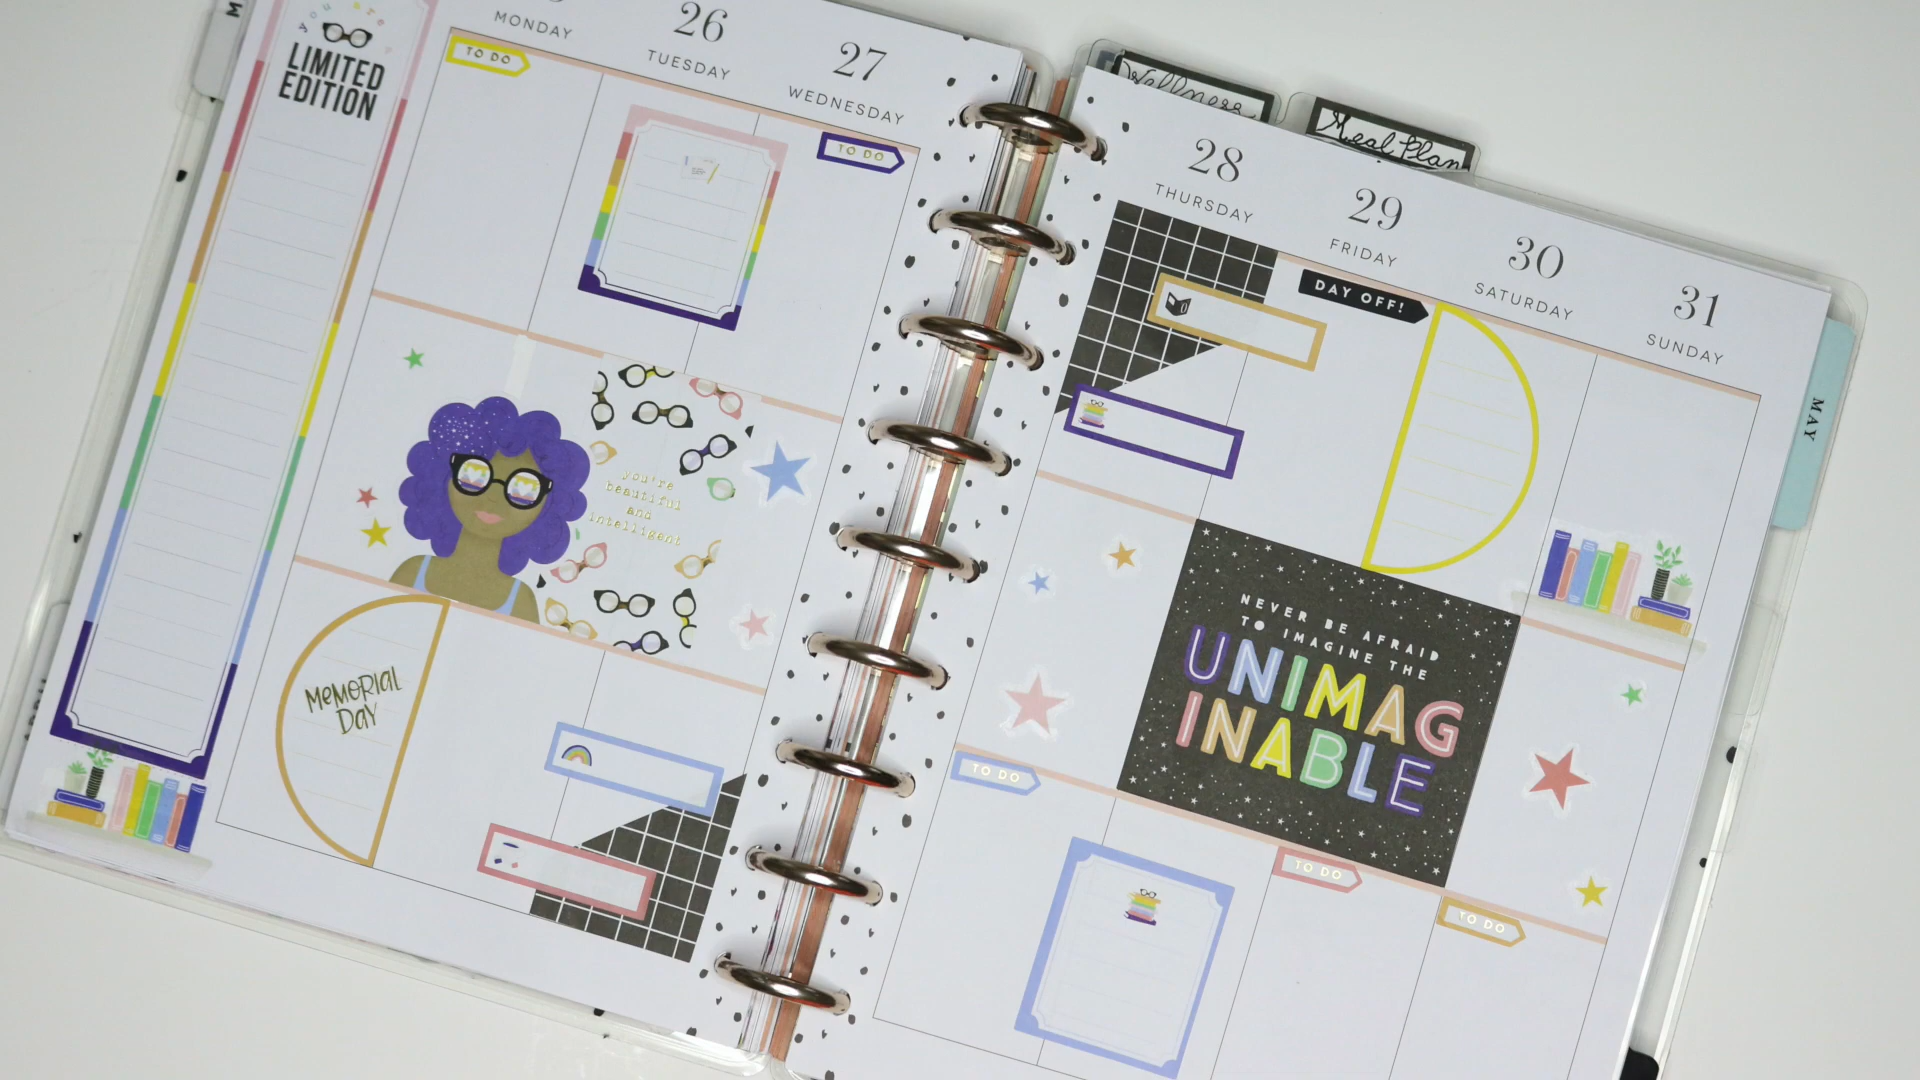 LIMITED
EDITION
MONDAY
26
TUESDAY
27
WEDNESDAY
TO DO
TO DO
you're
beautiful
and
intelligent
MEMORIAL
DAY
Wellness
Meal Plan
28
THURSDAY
29
FRIDAY
30
SATURDAY
31
SUNDAY
DAY OFF!
MAY
NEVER BE AFRAID
TO IMAGINE THE
UNIMAG
INABLE
TO DO
TO DO
TO DO